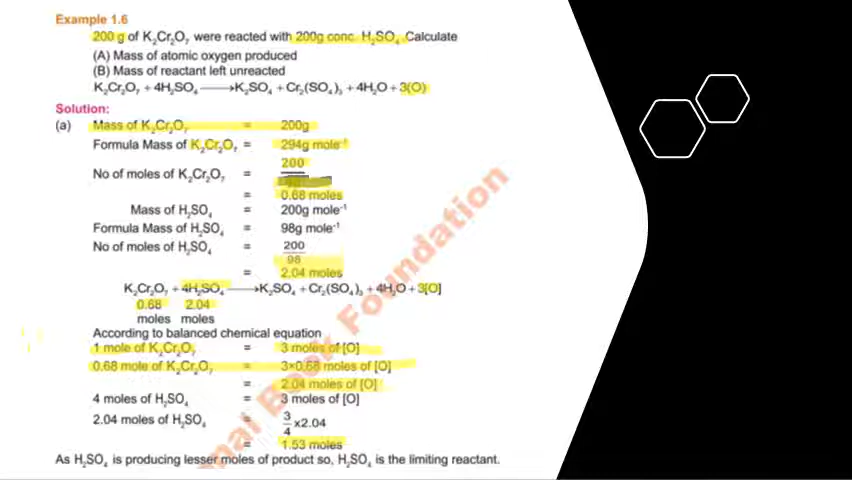 Example 1.6
200 g of K₂Cr₂O₇ were reacted with 200g conc. H₂SO₄ Calculate
(A) Mass of atomic oxygen produced
(B) Mass of reactant left unreacted
K₂Cr₂O₇ + 4H₂SO₄ ⟶ K₂SO₄ + Cr₂(SO₄)₃ + 4H₂O + 3(O)
Solution:
(a) Mass of K₂Cr₂O₇ = 200g
Formula Mass of K₂Cr₂O₇ = 294g mole⁻¹
No of moles of K₂Cr₂O₇ = 200
= 0.68 moles
Mass of H₂SO₄ = 200g mole⁻¹
Formula Mass of H₂SO₄ = 98g mole⁻¹
No of moles of H₂SO₄ = 200/98
= 2.04 moles
K₂Cr₂O₇ + 4H₂SO₄ ⟶ K₂SO₄ + Cr₂(SO₄)₃ + 4H₂O + 3[O]
0.68 2.04
moles moles
According to balanced chemical equation
1 mole of K₂Cr₂O₇ = 3 moles of [O]
0.68 mole of K₂Cr₂O₇ = 3×0.68 moles of [O]
= 2.04 moles of [O]
4 moles of H₂SO₄ = 3 moles of [O]
2.04 moles of H₂SO₄ = 3/4 x2.04
= 1.53 moles
As H₂SO₄ is producing lesser moles of product so, H₂SO₄ is the limiting reactant.
Book Foundation